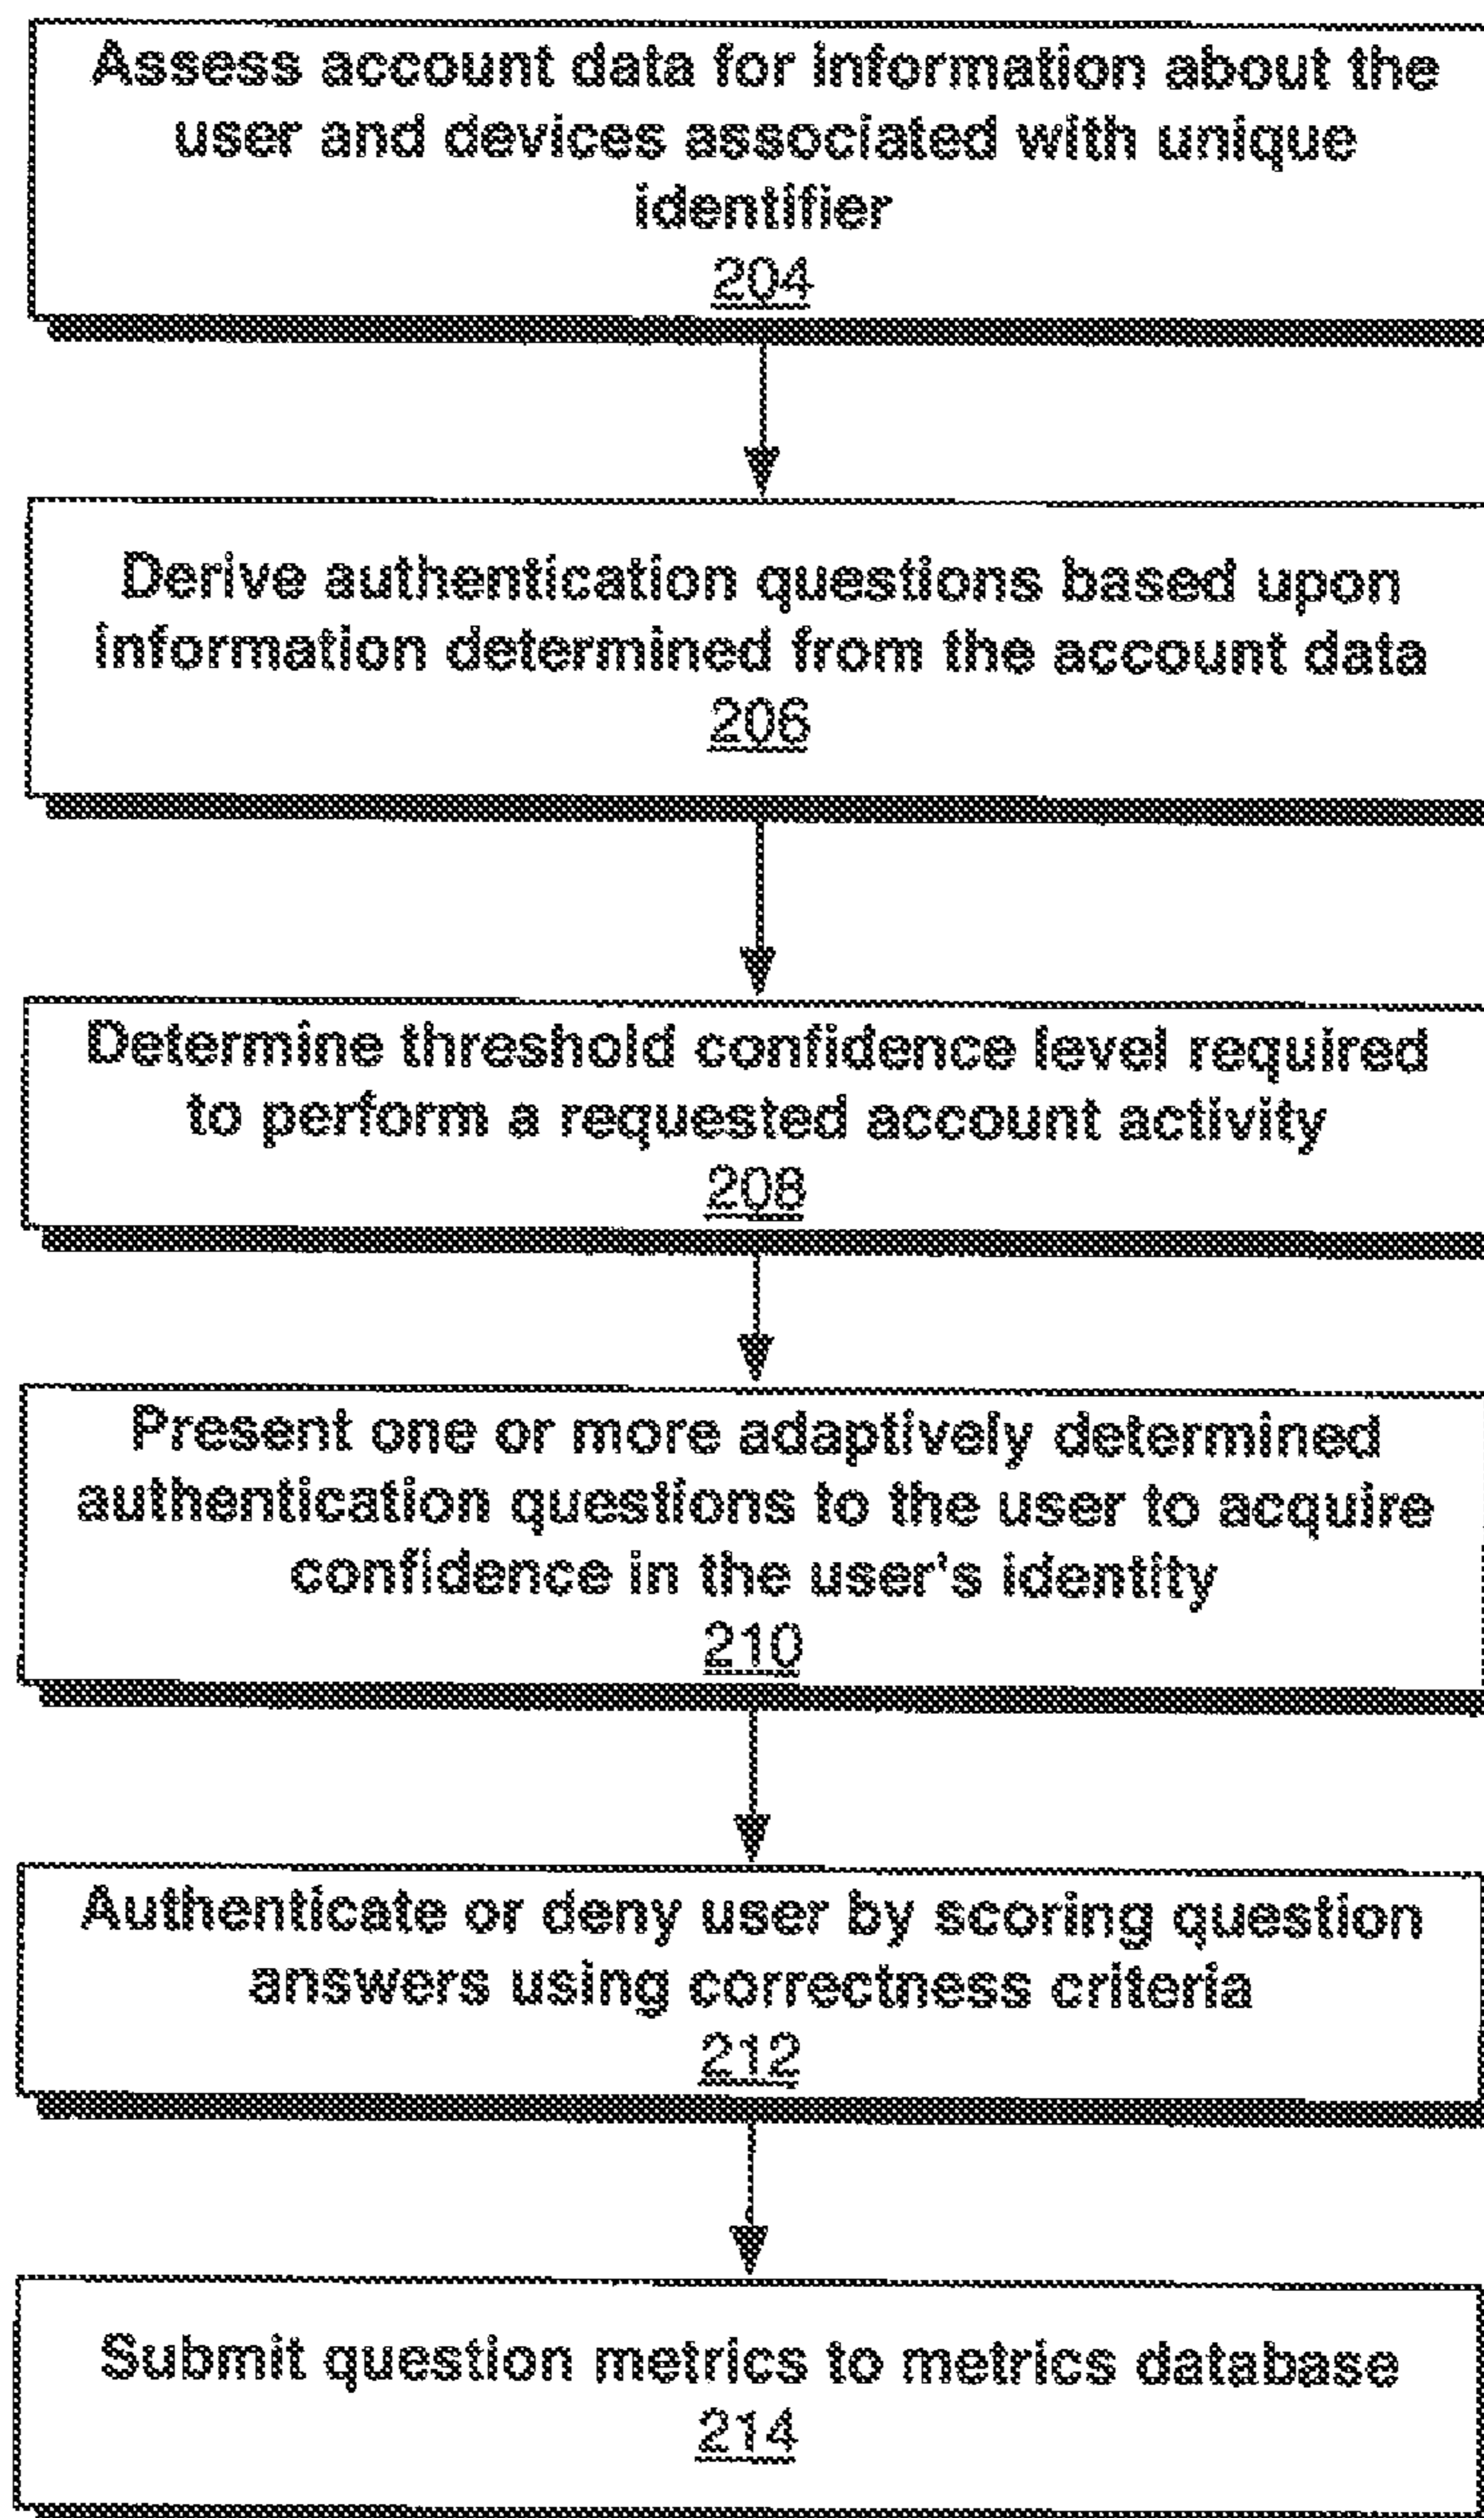 Assess account data for information about the
user and devices associated with unique
identifier
204
Derive authentication questions based upon
information determined from the account data
206
Determine threshold confidence level required
to perform a requested account activity
208
Present one or more adaptively determined
authentication questions to the user to acquire
confidence in the user's identity
210
Authenticate or deny user by scoring question
answers using correctness criteria
212
Submit question metrics to metrics database
214